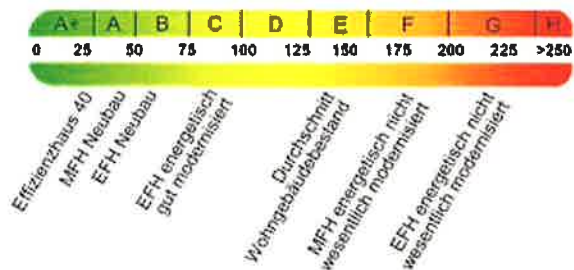 A+ A B C D E F G H
0 25 50 75 100 125 150 175 200 225 >250
Effizienzhaus 40
MFH Neubau
EFH Neubau
EFH energetisch
gut modernisiert
Durchschnitt
Wohngebäudebestand
MFH energetisch nicht
wesentlich modernisiert
EFH energetisch nicht
wesentlich modernisiert